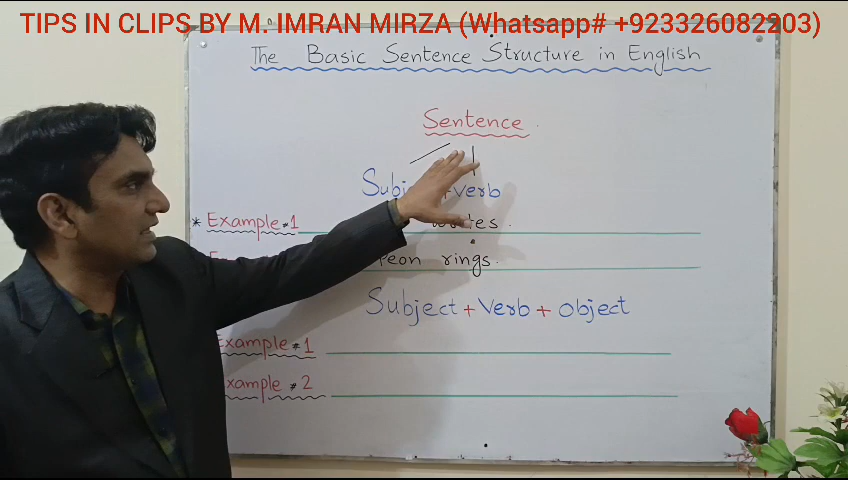 TIPS IN CLIPS BY M. IMRAN MIRZA (Whatsapp# +923326082203)
The Basic Sentence Structure in English
Sentence
+ verb
* Example #1
rings.
Subject + Verb + Object
Example #1
Example #2